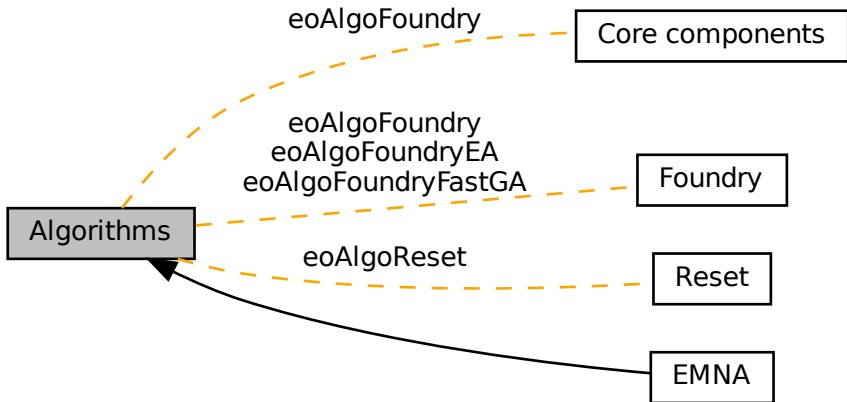 eoAlgoFoundry
Core components
eoAlgoFoundry
eoAlgoFoundryEA
eoAlgoFoundryFastGA
Foundry
Algorithms
eoAlgoReset
Reset
EMNA